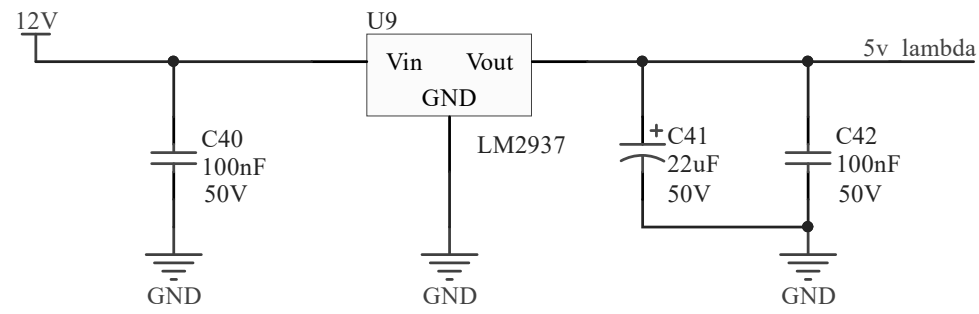 12V
U9
5v_lambda
Vin Vout
GND
LM2937
C40
100nF
50V
+
C41
22uF
50V
C42
100nF
50V
GND
GND
GND